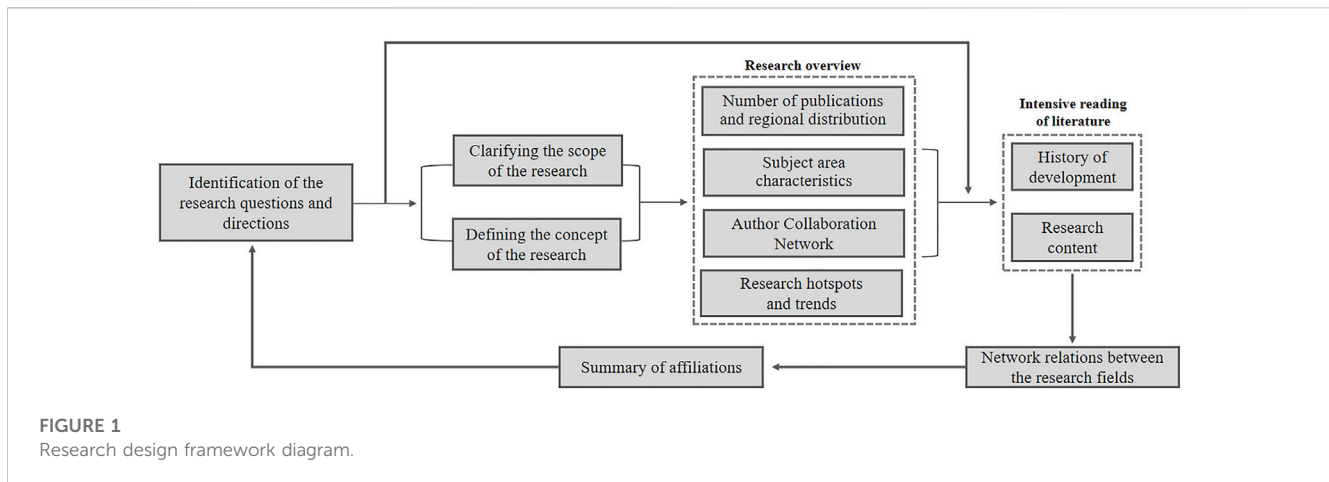 Identification of the
research questions and
directions
Clarifying the scope
of the research
Defining the concept
of the research
Research overview
Number of publications
and regional distribution
Subject area
characteristics
Author Collaboration
Network
Research hotspots
and trends
Intensive reading
of literature
History of
development
Research
content
Network relations between
the research fields
Summary of affiliations
FIGURE 1
Research design framework diagram.